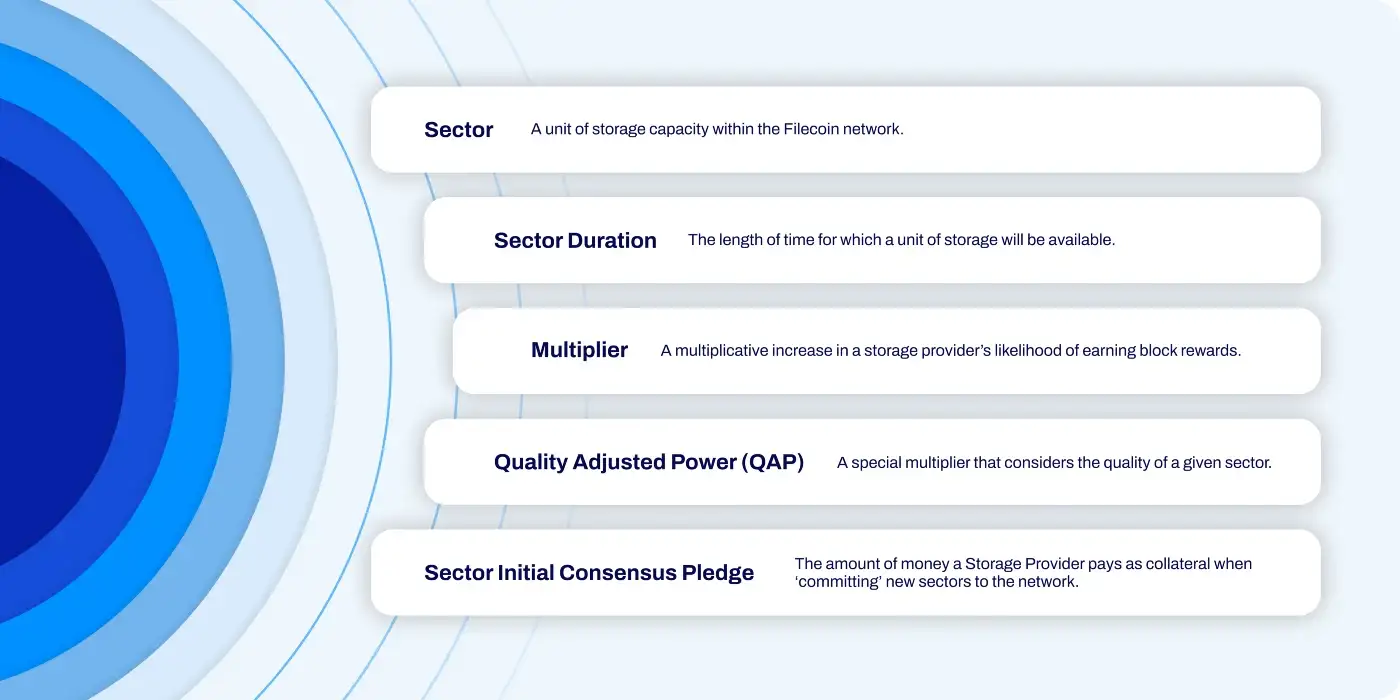 Sector A unit of storage capacity within the Filecoin network.
Sector Duration The length of time for which a unit of storage will be available.
Multiplier A multiplicative increase in a storage provider’s likelihood of earning block rewards.
Quality Adjusted Power (QAP) A special multiplier that considers the quality of a given sector.
Sector Initial Consensus Pledge
The amount of money a Storage Provider pays as collateral when
‘committing’ new sectors to the network.